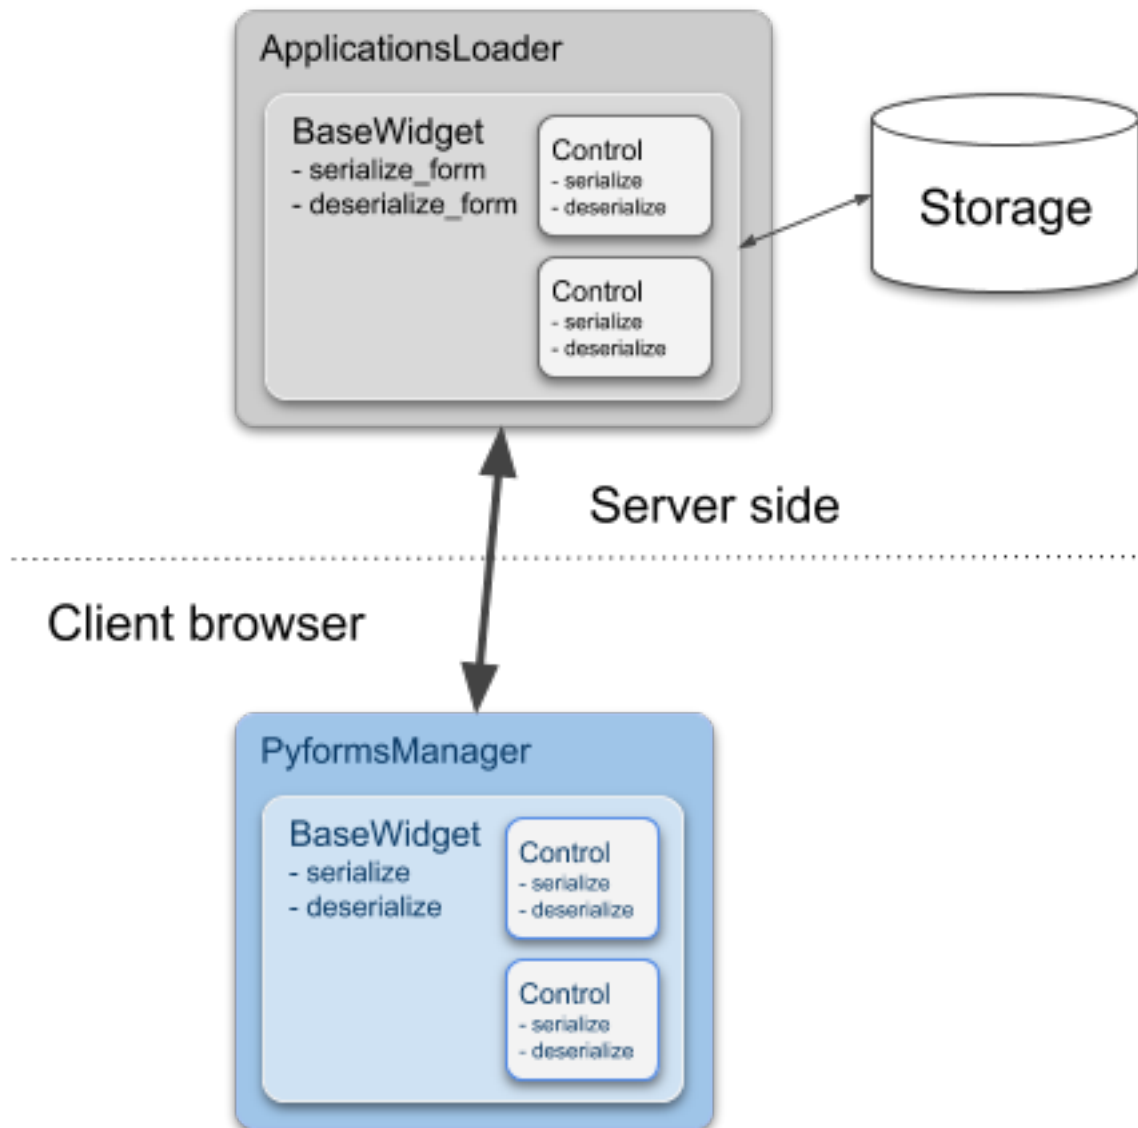 ApplicationsLoader
BaseWidget
- serialize_form
- deserialize_form
Control
- serialize
- deserialize
Control
- serialize
- deserialize
Storage
Server side
Client browser
PyformsManager
BaseWidget
- serialize
- deserialize
Control
- serialize
- deserialize
Control
- serialize
- deserialize